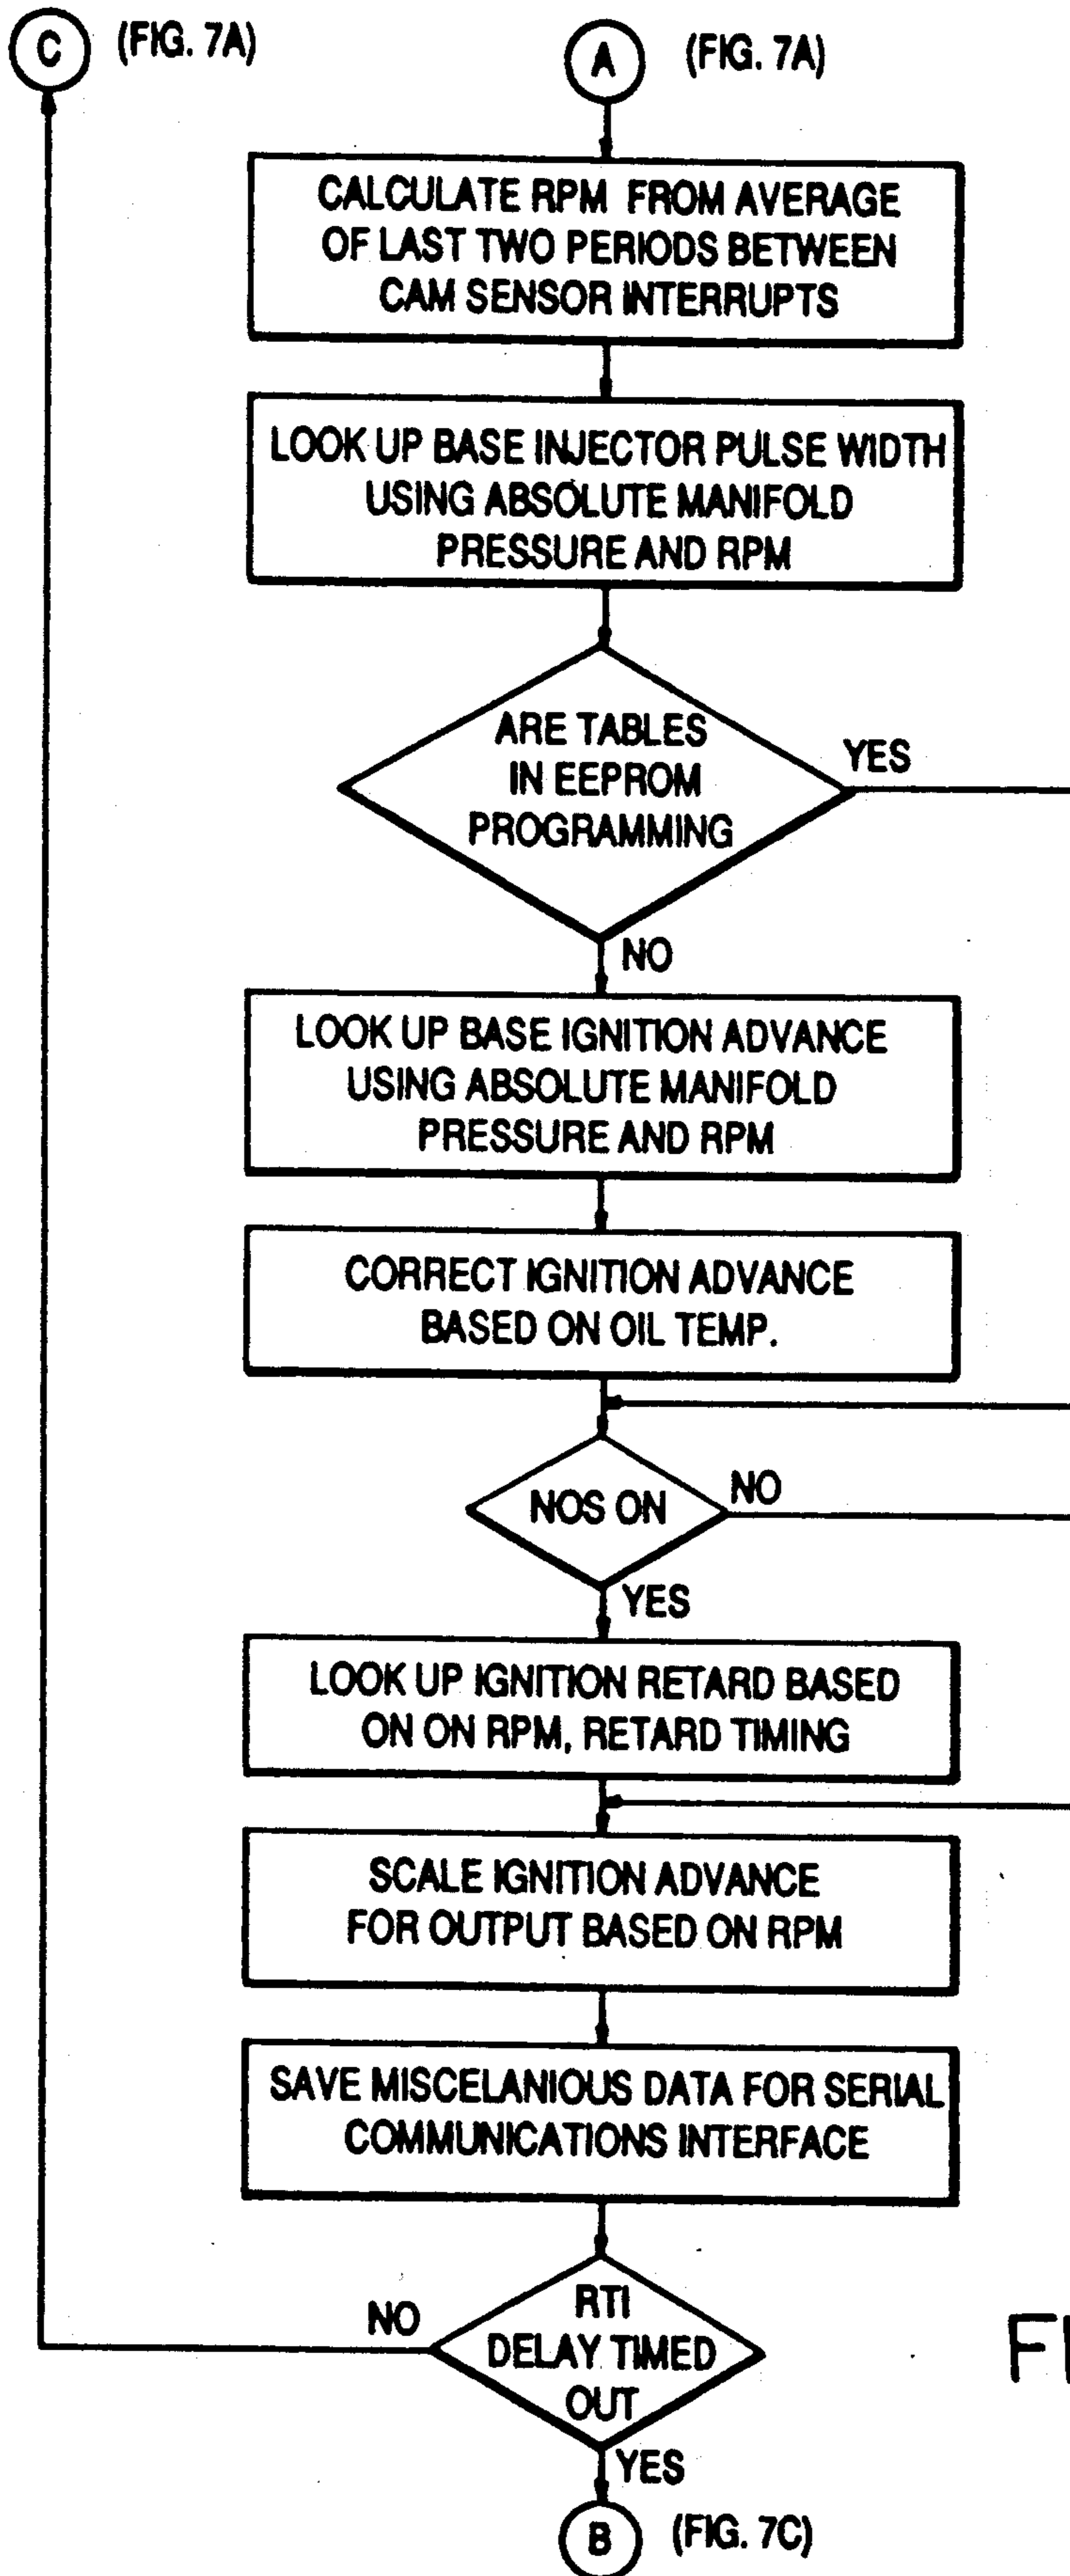 C (FIG. 7A)
A (FIG. 7A)
CALCULATE RPM FROM AVERAGE
OF LAST TWO PERIODS BETWEEN
CAM SENSOR INTERRUPTS
LOOK UP BASE INJECTOR PULSE WIDTH
USING ABSOLUTE MANIFOLD
PRESSURE AND RPM
ARE TABLES
IN EEPROM
PROGRAMMING
YES
NO
LOOK UP BASE IGNITION ADVANCE
USING ABSOLUTE MANIFOLD
PRESSURE AND RPM
CORRECT IGNITION ADVANCE
BASED ON OIL TEMP.
NOS ON
NO
YES
LOOK UP IGNITION RETARD BASED
ON ON RPM, RETARD TIMING
SCALE IGNITION ADVANCE
FOR OUTPUT BASED ON RPM
SAVE MISCELANIOUS DATA FOR SERIAL
COMMUNICATIONS INTERFACE
NO
RTI
DELAY TIMED
OUT
YES
B (FIG. 7C)